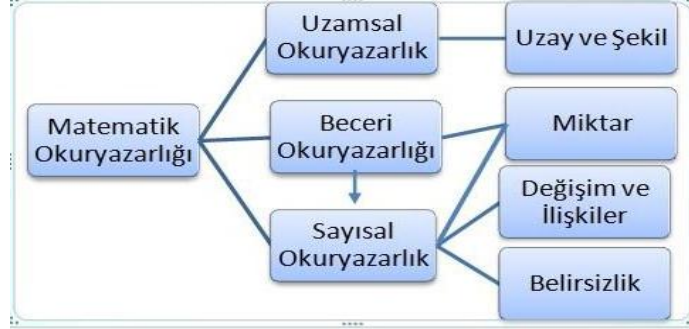 Matematik
Okuryazarlığı
Uzamsal
Okuryazarlık
Uzay ve Şekil
Beceri
Okuryazarlığı
Miktar
Sayısal
Okuryazarlık
Değişim ve
İlişkiler
Belirsizlik